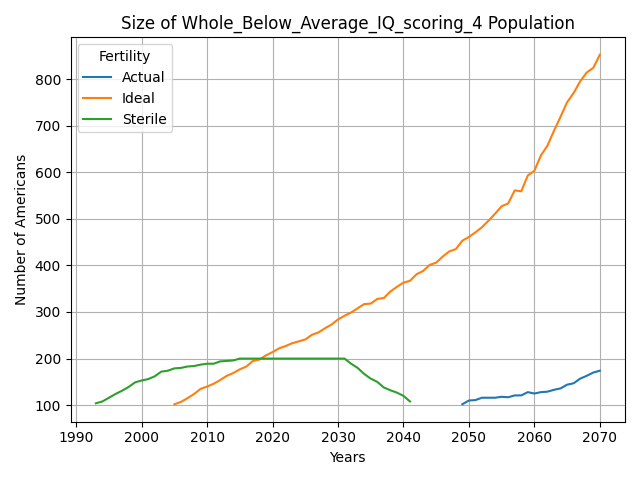 Size of Whole_Below_Average_IQ_scoring_4 Population
Fertility
Actual
Ideal
Sterile
Number of Americans
800
700
600
500
400
300
200
100
1990 2000 2010 2020 2030 2040 2050 2060 2070
Years